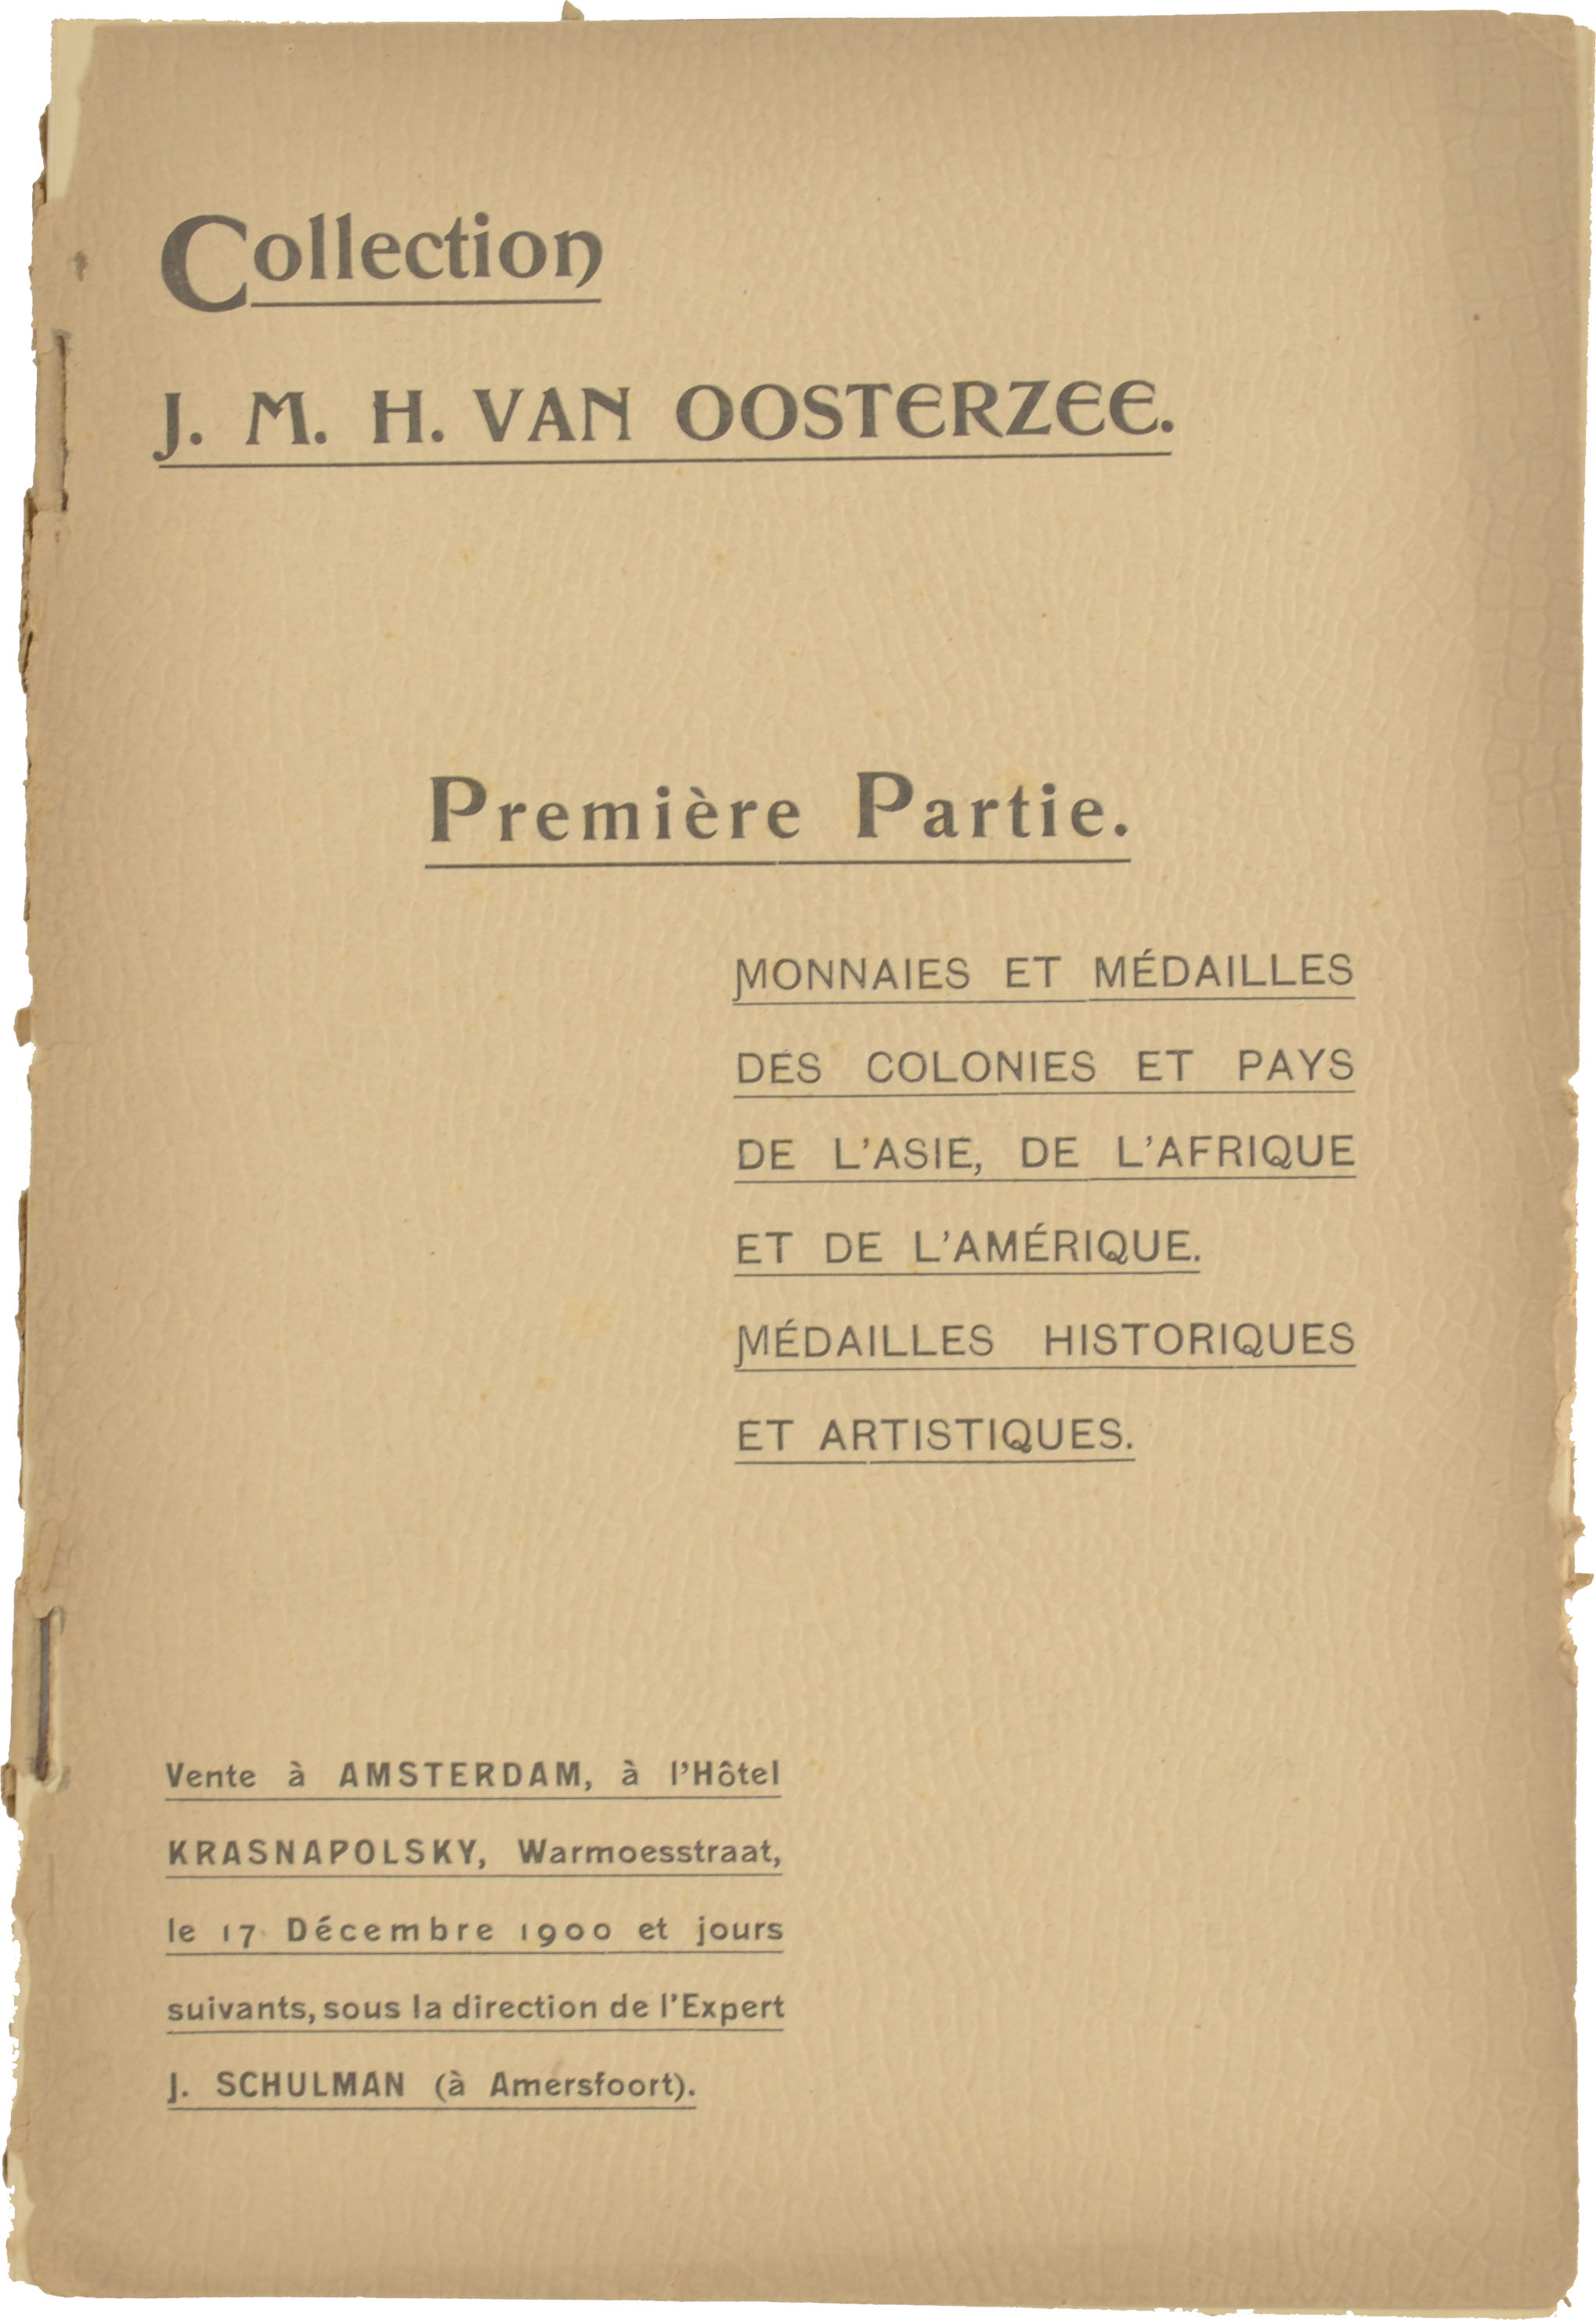 Collection
J. M. H. VAN OOSTERZEE.
Première Partie.
MONNAIES ET MÉDAILLES
DES COLONIES ET PAYS
DE L'ASIE, DE L'AFRIQUE
ET DE L'AMÉRIQUE.
MÉDAILLES HISTORIQUES
ET ARTISTIQUES.
Vente à AMSTERDAM, à l'Hôtel
KRASNAPOLSKY, Warmoesstraat,
le 17 Décembre 1900 et jours
suivants, sous la direction de l'Expert
J. SCHULMAN (à Amersfoort).